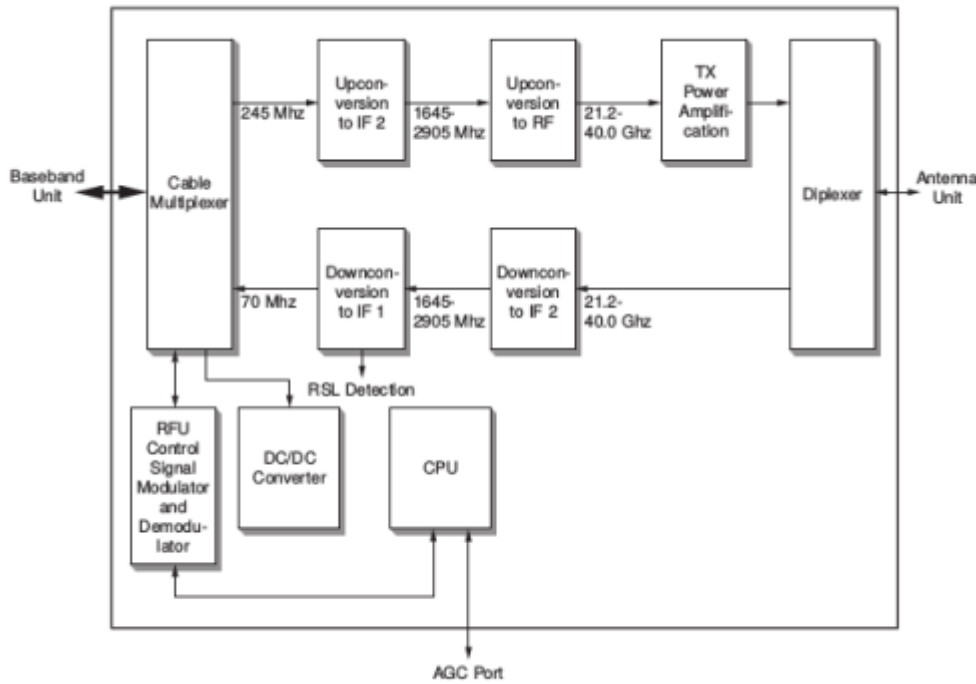 Upcon-
version
to IF 2
Upcon-
version
to RF
TX
Power
Amplifi-
cation
245 Mhz
1645-
2905 Mhz
21.2-
40.0 Ghz
Baseband
Unit
Cable
Multiplexer
Diplexer
Antenna
Unit
Downcon-
version
to IF 1
Downcon-
version
to IF 2
70 Mhz
1645-
2905 Mhz
21.2-
40.0 Ghz
RSL Detection
RFU
Control
Signal
Modulator
and
Demodu-
lator
DC/DC
Converter
CPU
AGC Port